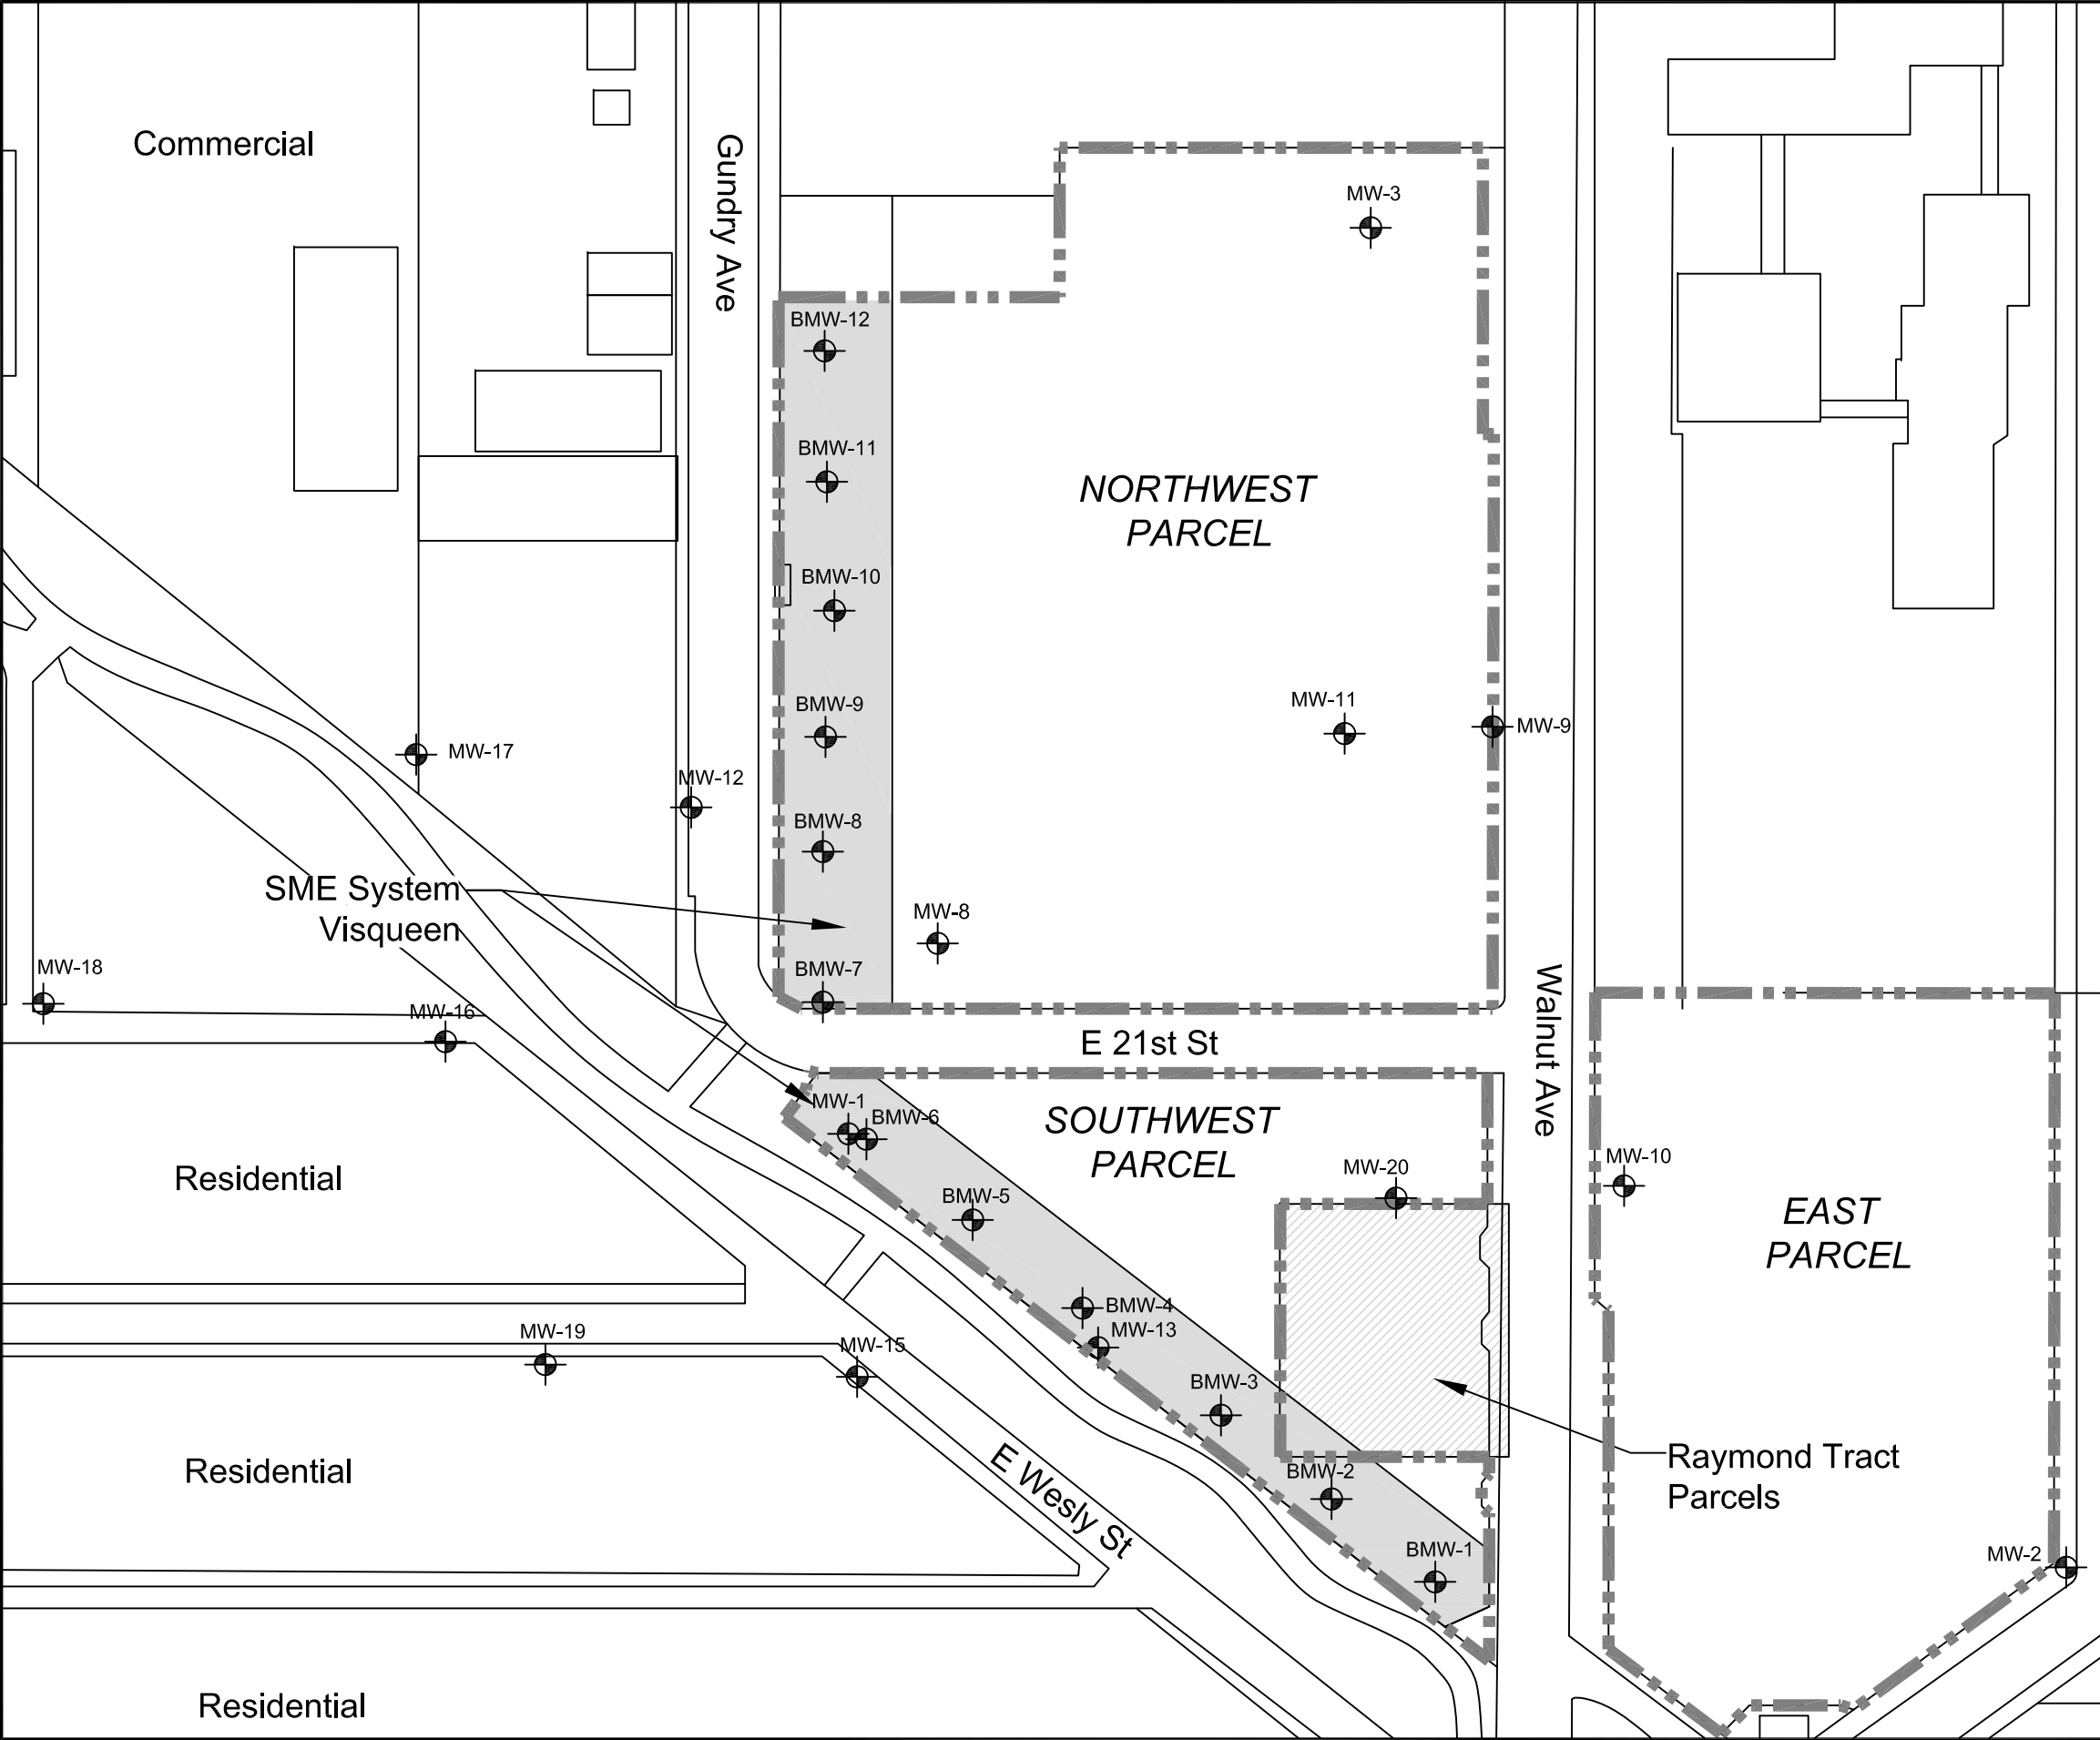 Commercial
Gundry Ave
MW-3
BMW-12
BMW-11
NORTHWEST
PARCEL
BMW-10
MW-11
BMW-9
MW-9
MW-17
MW-12
BMW-8
SME System
Visqueen
MW-8
MW-18
BMW-7
Walnut Ave
MW-16
E 21st St
MW-1
BMW-6
SOUTHWEST
PARCEL
Residential
MW-20
MW-10
BMW-5
EAST
PARCEL
BMW-4
MW-19
MW-13
MW-15
BMW-3
Residential
E Wesly St
BMW-2
Raymond Tract
Parcels
BMW-1
MW-2
Residential